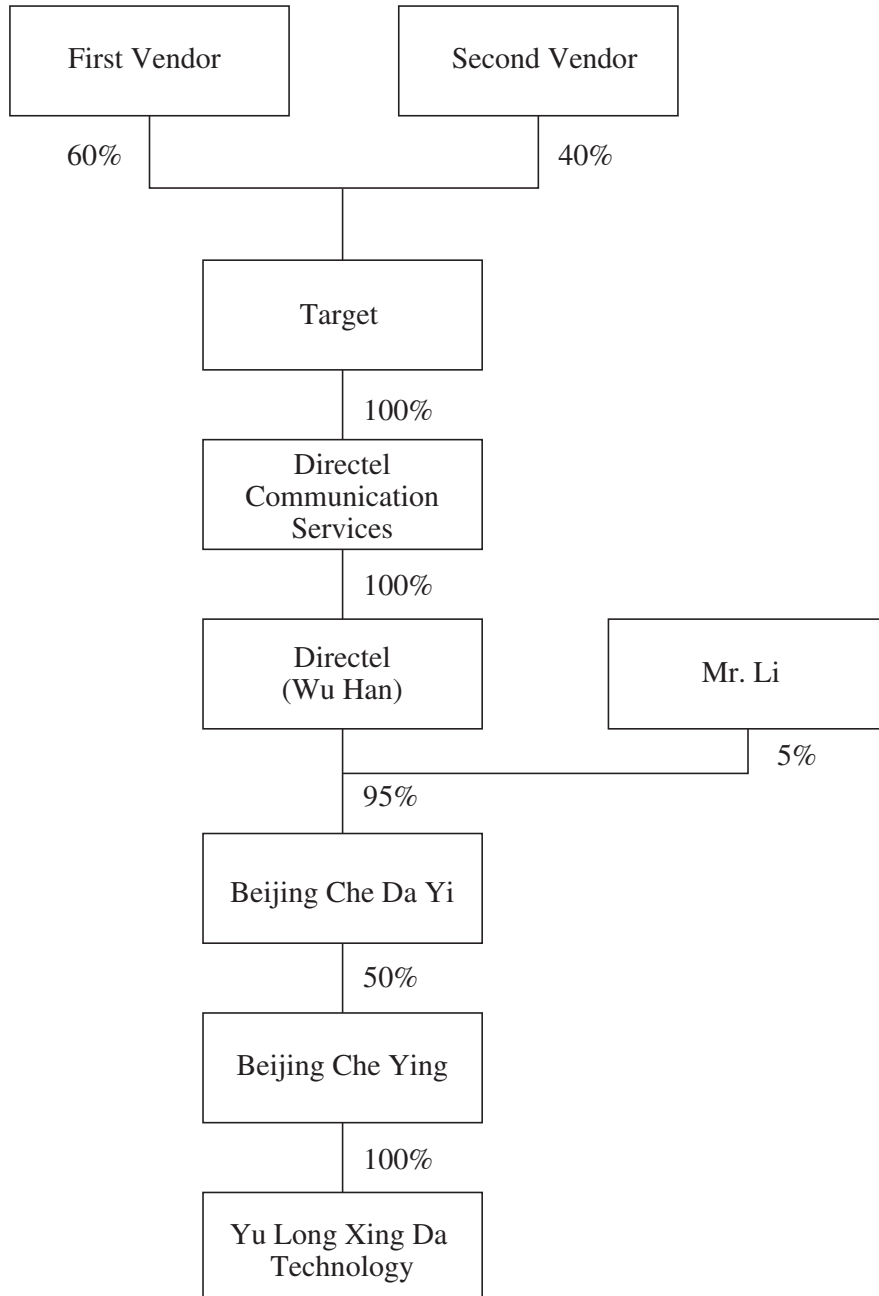 First Vendor
Second Vendor
60%
40%
Target
100%
Directel
Communication
Services
100%
Directel
(Wu Han)
Mr. Li
5%
95%
Beijing Che Da Yi
50%
Beijing Che Ying
100%
Yu Long Xing Da
Technology